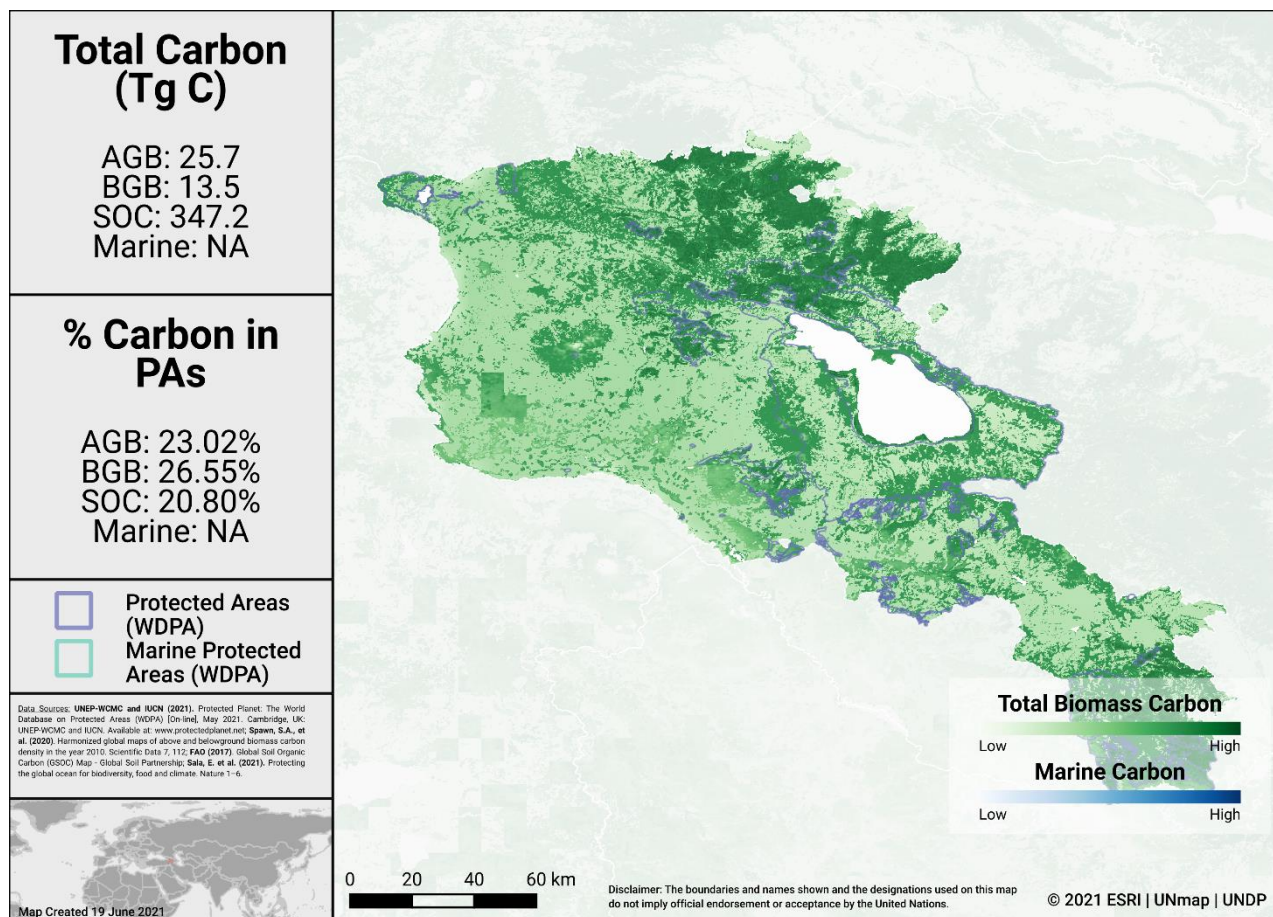 Total Carbon
(Tg C)
AGB: 25.7
BGB: 13.5
SOC: 347.2
Marine: NA
% Carbon in
PAs
AGB: 23.02%
BGB: 26.55%
SOC: 20.80%
Marine: NA
Protected Areas
(WDPA)
Marine Protected
Areas (WDPA)
Data Sources: UNEP-WCMC and IUCN (2021). Protected Planet: The World
Database on Protected Areas (WDPA) [On-line], May 2021. Cambridge, UK:
UNEP-WCMC and IUCN. Available at: www.protectedplanet.net; Spawn, S.A., et
al. (2020). Harmonized global maps of above and belowground biomass carbon
density in the year 2010. Scientific Data 7, 112; FAO (2017). Global Soil Organic
Carbon (GSOC) Map - Global Soil Partnership; Sala, E. et al. (2021). Protecting
the global ocean for biodiversity, food and climate. Nature 1–6.
Map Created 19 June 2021
Total Biomass Carbon
Low High
Marine Carbon
Low High
0 20 40 60 km
Disclaimer: The boundaries and names shown and the designations used on this map
do not imply official endorsement or acceptance by the United Nations.
© 2021 ESRI | UNmap | UNDP